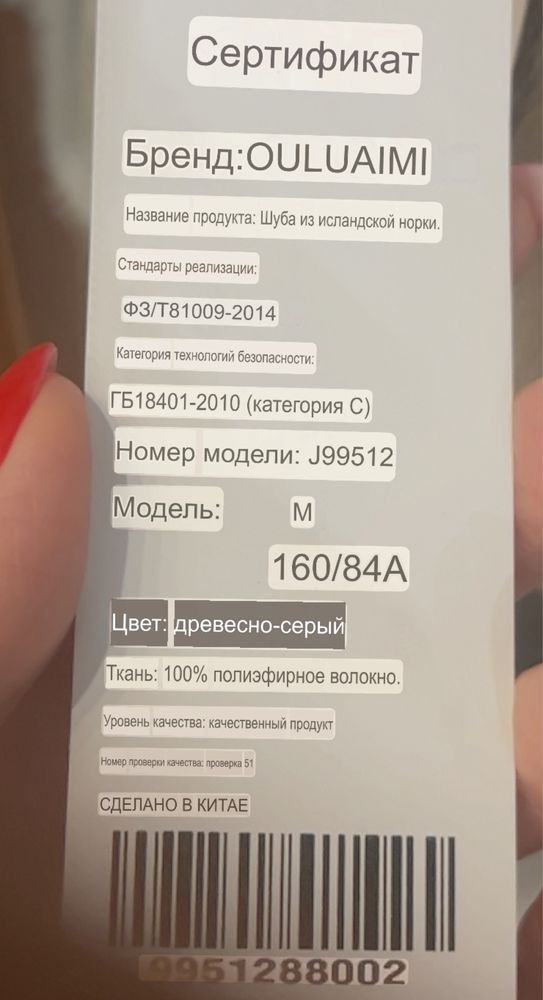 Сертификат
Бренд:OULUAIMI
Название продукта: Шуба из исландской норки.
Стандарты реализации:
ФЗ/Т81009-2014
Категория технологий безопасности:
ГБ18401-2010 (категория С)
Номер модели: J99512
Модель: М
160/84А
Цвет: древесно-серый
Ткань: 100% полиэфирное волокно.
Уровень качества: качественный продукт
Номер проверки качества: проверка 51
СДЕЛАНО В КИТАЕ
9951288002